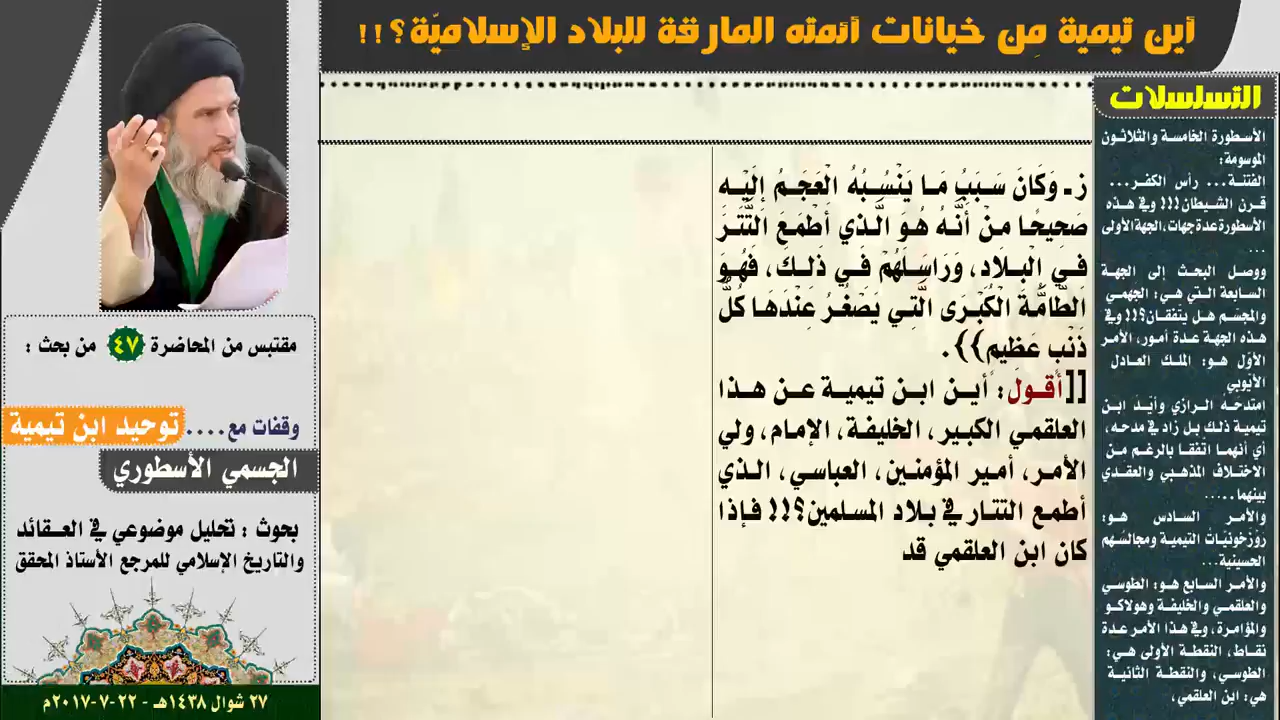 أين تيمية مِن خيانات أئمته المارقة للبلاد الإسلاميّة؟!!
التسلسلات
الأسطورة الخامسة والثلاثون
الموسومة:
الفتنة... رأس الكفر...
قرن الشيطان!!! وفي هذه
الأسطورة عدة جهات، الجهة الأولى
...
ووصل البحث إلى الجهة
السابعة التي هي: الجهمي
والمجسّم هل يتفقان؟!! وفي
هذه الجهة عدة أمور، الأمر
الأوّل هو: الملك العادل
الأيّوبي
امتدحه الرازي وأيّد ابن
تيمية ذلك بل زاد في مدحه،
أي أنهما اتفقا بالرغم من
الاختلاف المذهبي والعقدي
بينهما.....
والأمر السادس هو:
روزخونيّات التيمية ومجالسهم
الحسينية...
والأمر السابع هو: الطوسي
والعلقمي والخليفة وهولاكو
والمؤامرة، وفي هذا الأمر عدة
نقاط، النقطة الأولى هي:
الطوسي، والنقطة الثانية
هي: ابن العلقمي،
ز ـ وَكَانَ سَبَبُ مَا يَنْسُبُهُ الْعَجَمُ إِلَيْهِ
صَحِيحًا مِنْ أَنَّهُ هُوَ الَّذِي أَطْمَعَ التَّتَرَ
فِي الْبِلَادِ، وَرَاسَلَهُمْ فِي ذَلِكَ، فَهُوَ
الطَّامَّةَ الْكُبْرَى الَّتِي يَصْغُرُ عِنْدَهَا كُلُّ
ذَنْبٍ عَظِيمٍ}}.
[[أقول: أين ابن تيمية عن هذا
العلقمي الكبير، الخليفة، الإمام، ولي
الأمر، أمير المؤمنين، العباسي، الذي
أطمع التتار في بلاد المسلمين؟!! فإذا
كان ابن العلقمي قد
مقتبس من المحاضرة ٤٧ من بحث :
وقفات مع.... توحيد ابن تيمية
الجسمي الأسطوري
بحوث : تحليل موضوعي في العقائد
والتاريخ الإسلامي للمرجع الأستاذ المحقق
٢٧ شوال ١٤٣٨هـ - ٢٢-٧-٢٠١٧م